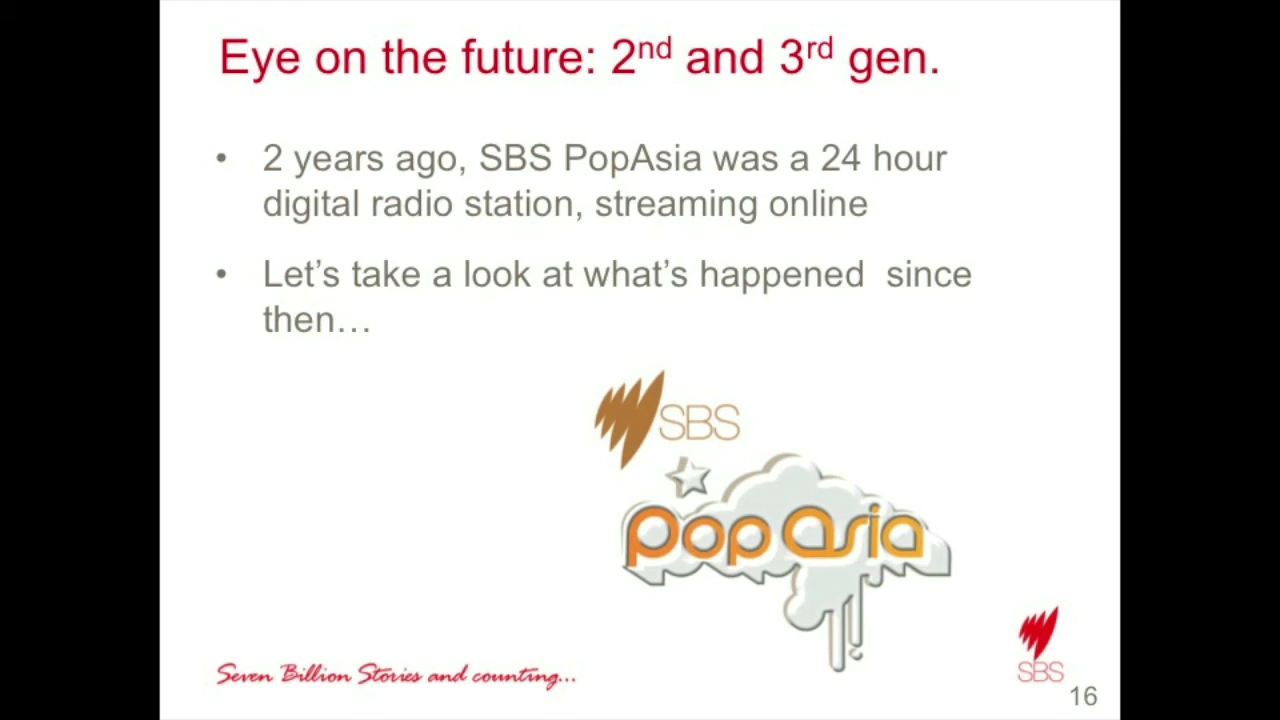 Eye on the future: 2nd and 3rd gen.
• 2 years ago, SBS PopAsia was a 24 hour
digital radio station, streaming online
• Let’s take a look at what’s happened  since
then…
SBS
popAsia
Seven Billion Stories and counting...
SBS
16